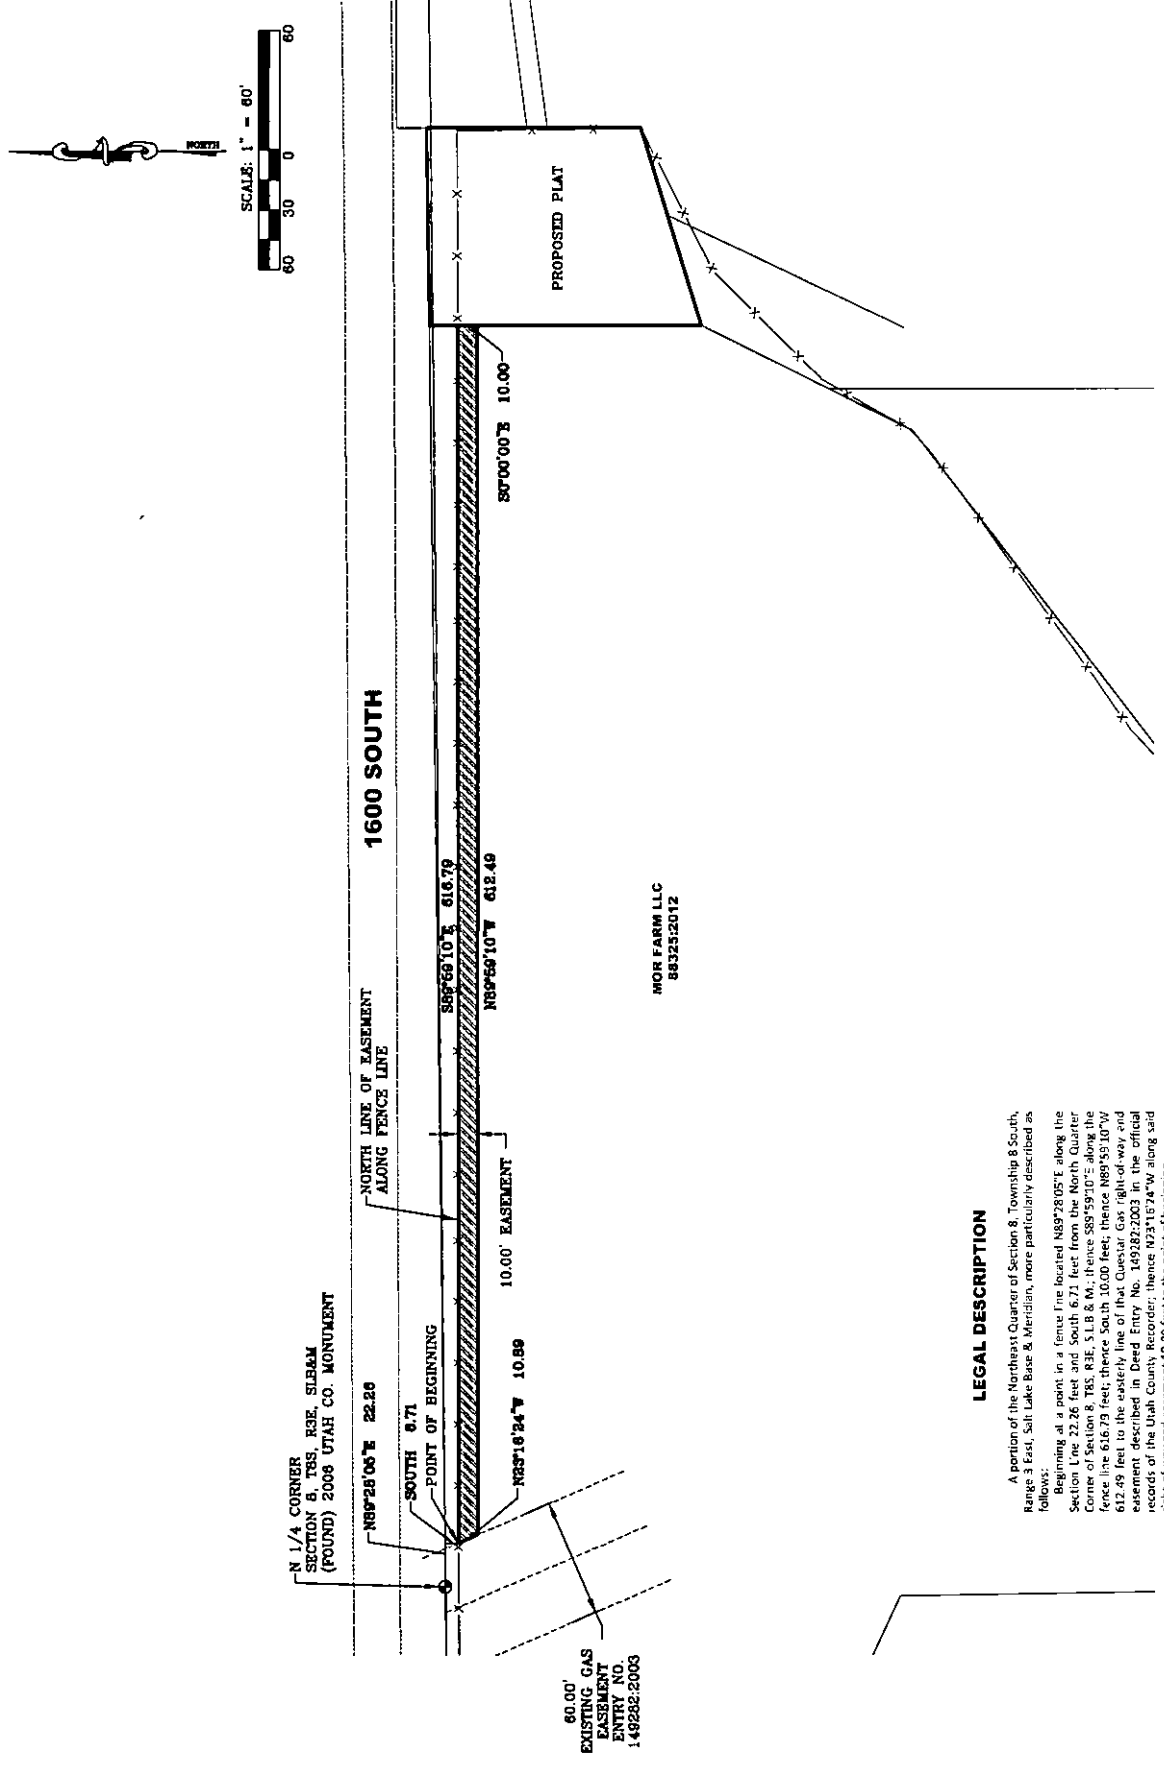 NORTH
SCALE: 1" = 60'
60 30 0 60
1600 SOUTH
N 1/4 CORNER
SECTION 8, T8S, R3E, SLB&M
(FOUND) 2006 UTAH CO. MONUMENT
N89°28'05"E 22.26
SOUTH 6.71
POINT OF BEGINNING
NORTH LINE OF EASEMENT
ALONG FENCE LINE
S89°59'10"E 616.79
N89°59'10"W 612.49
10.00' EASEMENT
N23°16'24"W 10.89
S0°00'00"E 10.00
PROPOSED PLAT
60.00'
EXISTING GAS
EASEMENT
ENTRY NO.
149282:2003
MOR FARM LLC
88325:2012
LEGAL DESCRIPTION
A portion of the Northeast Quarter of Section 8, Township 8 South,
Range 3 East, Salt Lake Base & Meridian, more particularly described as
follows:
Beginning at a point in a fence line located N89°28'05"E along the
Section Line 22.26 feet and South 6.71 feet from the North Quarter
Corner of Section 8, T8S, R3E, S.L.B & M.; thence S89°59'10"E along the
fence line 616.79 feet; thence South 10.00 feet; thence N89°59'10"W
612.49 feet to the easterly line of that Questar Gas right-of-way and
easement described in Deed Entry No. 149282:2003 in the official
records of the Utah County Recorder; thence N23°16'24"W along said